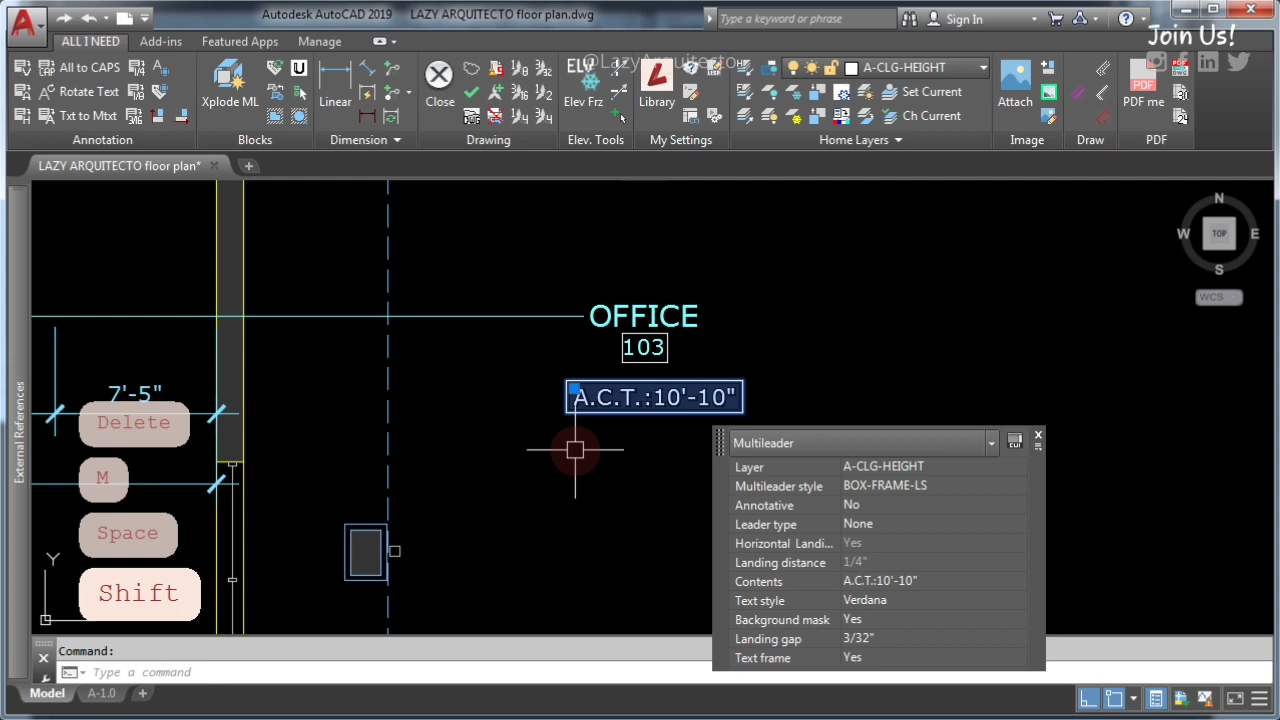 Autodesk AutoCAD 2019 LAZY ARQUITECTO floor plan.dwg
Type a keyword or phrase
Sign In
Join Us!
ALL I NEED
Add-ins
Featured Apps
Manage
@LazyArquitecto
All to CAPS
Rotate Text
Txt to Mtxt
Annotation
Xplode ML
Blocks
Linear
Dimension
Close
Drawing
ELV
Elev Frz
Elev. Tools
Library
My Settings
A-CLG-HEIGHT
Set Current
Ch Current
Home Layers
Attach
Image
Draw
PDF
PDF me
PDF
LAZY ARQUITECTO floor plan*
External References
N
W
TOP
E
S
WCS
OFFICE
103
A.C.T.:10'-10"
7'-5"
Delete
M
Space
Shift
Y
Multileader
Layer A-CLG-HEIGHT
Multileader style BOX-FRAME-LS
Annotative No
Leader type None
Horizontal Landi... Yes
Landing distance 1/4"
Contents A.C.T.:10'-10"
Text style Verdana
Background mask Yes
Landing gap 3/32"
Text frame Yes
Command:
Type a command
Model
A-1.0